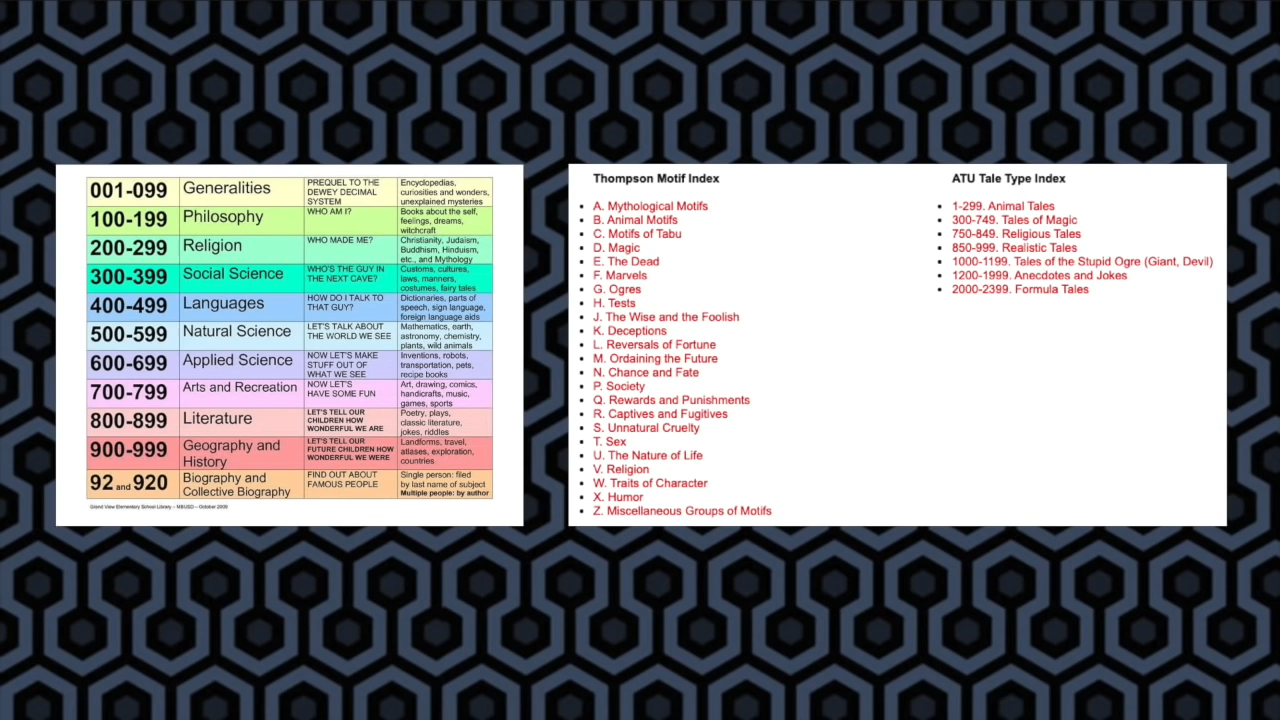 001-099 Generalities PREQUEL TO THE Encyclopedias,
DEWEY DECIMAL curiosities and wonders,
SYSTEM unexplained mysteries
100-199 Philosophy WHO AM I? Books about the self,
feelings, dreams,
witchcraft
200-299 Religion WHO MADE ME? Christianity, Judaism,
Buddhism, Hinduism,
etc., and Mythology
300-399 Social Science WHO'S THE GUY IN Customs, cultures,
THE NEXT CAVE? laws, manners,
costumes, fairy tales
400-499 Languages HOW DO I TALK TO Dictionaries, parts of
THAT GUY? speech, sign language,
foreign language aids
500-599 Natural Science LET'S TALK ABOUT Mathematics, earth,
THE WORLD WE SEE astronomy, chemistry,
plants, wild animals
600-699 Applied Science NOW LET'S MAKE Inventions, robots,
STUFF OUT OF transportation, pets,
WHAT WE SEE recipe books
700-799 Arts and Recreation NOW LET'S Art, drawing, comics,
HAVE SOME FUN handicrafts, music,
games, sports
800-899 Literature LET'S TELL OUR Poetry, plays,
CHILDREN HOW classic literature,
WONDERFUL WE ARE jokes, riddles
900-999 Geography and LET'S TELL OUR Landforms, travel,
History FUTURE CHILDREN HOW atlases, exploration,
WONDERFUL WE WERE countries
92 and 920 Biography and FIND OUT ABOUT Single person: filed
Collective Biography FAMOUS PEOPLE by last name of subject
Multiple people: by author
Grand View Elementary School Library – MBUSD – October 2009
Thompson Motif Index
A. Mythological Motifs
B. Animal Motifs
C. Motifs of Tabu
D. Magic
E. The Dead
F. Marvels
G. Ogres
H. Tests
J. The Wise and the Foolish
K. Deceptions
L. Reversals of Fortune
M. Ordaining the Future
N. Chance and Fate
P. Society
Q. Rewards and Punishments
R. Captives and Fugitives
S. Unnatural Cruelty
T. Sex
U. The Nature of Life
V. Religion
W. Traits of Character
X. Humor
Z. Miscellaneous Groups of Motifs
ATU Tale Type Index
1-299. Animal Tales
300-749. Tales of Magic
750-849. Religious Tales
850-999. Realistic Tales
1000-1199. Tales of the Stupid Ogre (Giant, Devil)
1200-1999. Anecdotes and Jokes
2000-2399. Formula Tales